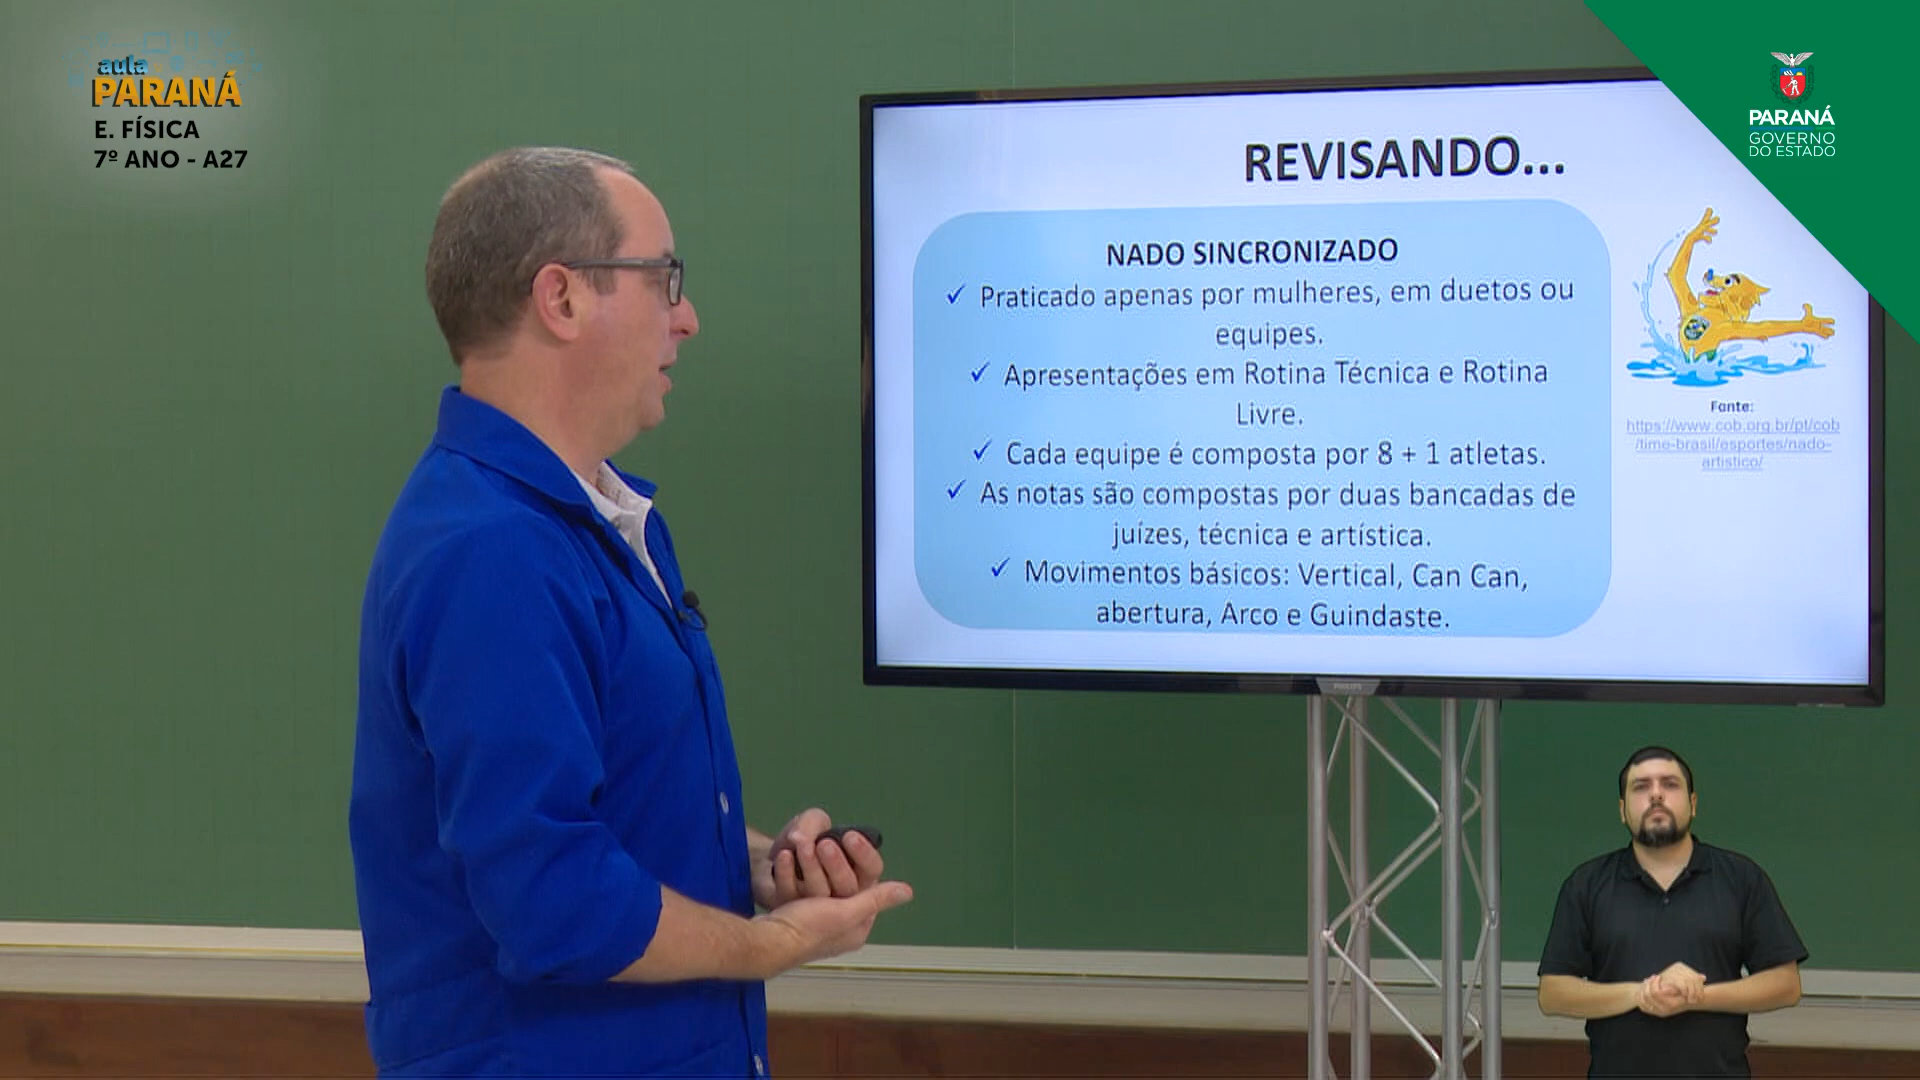 aula
PARANÁ
E. FÍSICA
7º ANO - A27
PARANÁ
GOVERNO
DO ESTADO
REVISANDO...
NADO SINCRONIZADO
✓ Praticado apenas por mulheres, em duetos ou
equipes.
✓ Apresentações em Rotina Técnica e Rotina
Livre.
✓ Cada equipe é composta por 8 + 1 atletas.
✓ As notas são compostas por duas bancadas de
juízes, técnica e artística.
✓ Movimentos básicos: Vertical, Can Can,
abertura, Arco e Guindaste.
Fonte:
https://www.cob.org.br/pt/cob
/time-brasil/esportes/nado-
artistico/
PHILIPS